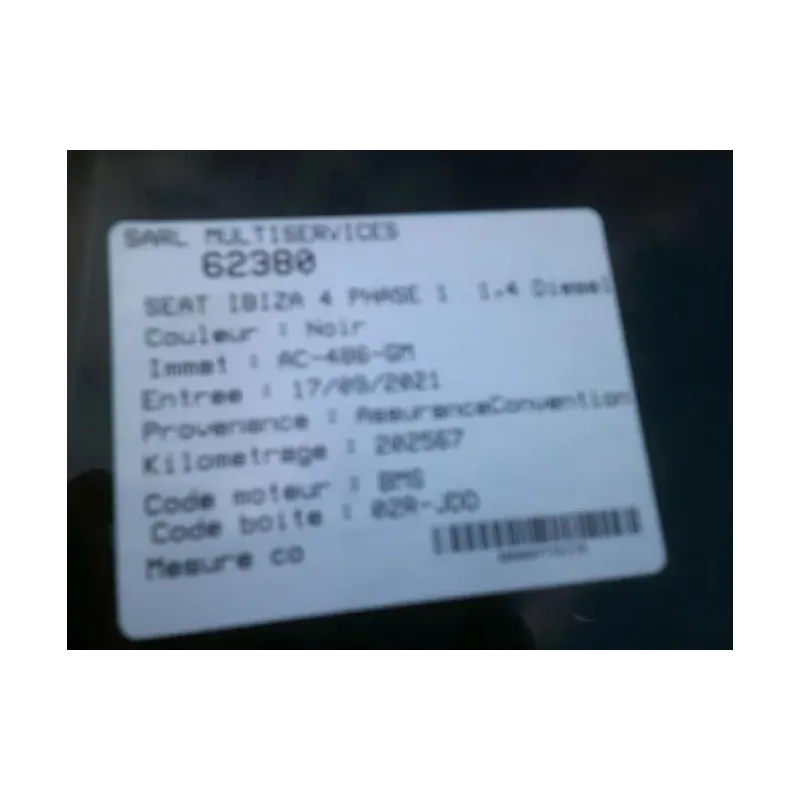 SARL MULTISERVICES
62380
SEAT IBIZA 4 PHASE 1 1.4 Diesel
Couleur : Noir
Immat : AC-486-GM
Entree : 17/09/2021
Provenance : AssuranceConvention
Kilometrage : 202567
Code moteur : BMS
Code boite : 02R-JDD
Mesure co